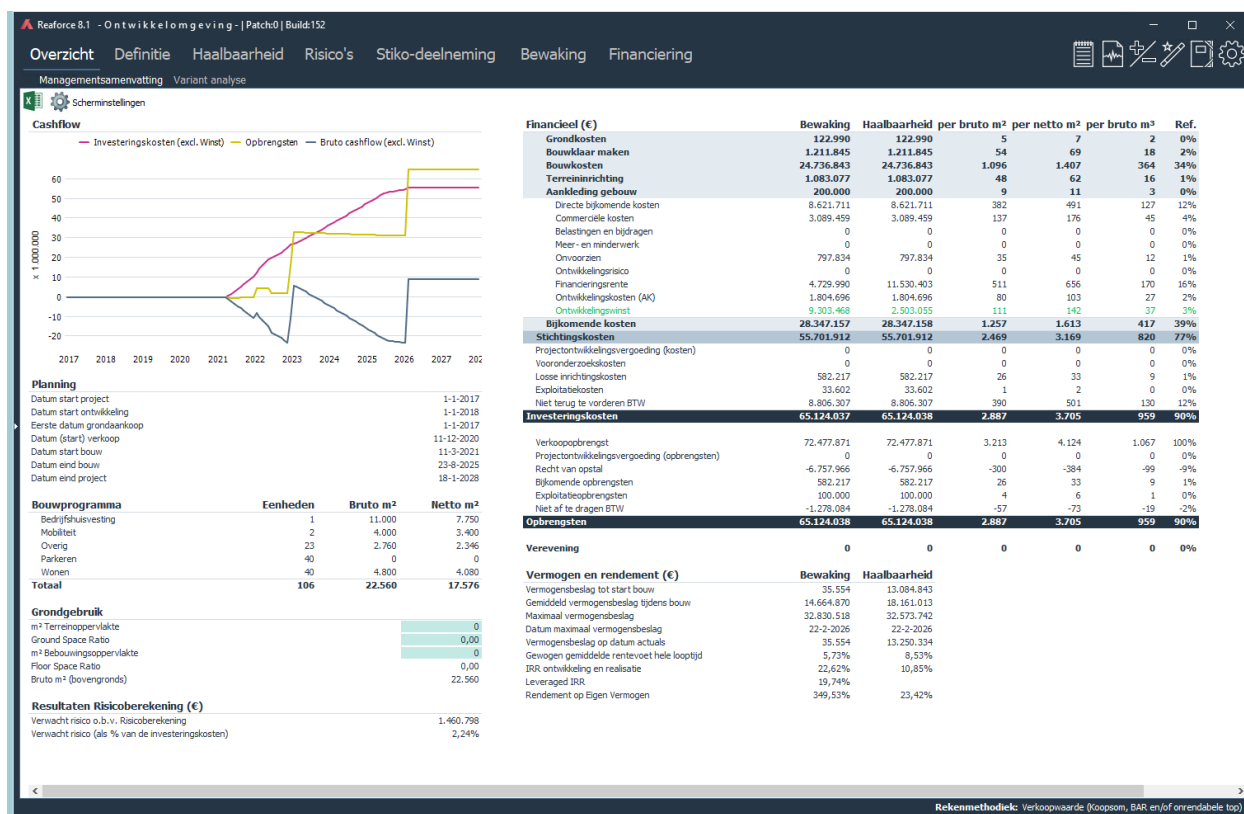 Reaforce 8.1 - O n t w i k k e l o m g e v i n g - | Patch:0 | Build:152
Overzicht Definitie Haalbaarheid Risico's Stiko-deelneming Bewaking Financiering
Managementsamenvatting Variant analyse
Scherminstellingen
Cashflow
Investeringskosten (excl. Winst) Opbrengsten Bruto cashflow (excl. Winst)
x 1.000.000
60
50
40
30
20
10
0
-10
-20
2017 2018 2019 2020 2021 2022 2023 2024 2025 2026 2027 202
Planning
Datum start project 1-1-2017
Datum start ontwikkeling 1-1-2018
Eerste datum grondaankoop 1-1-2017
Datum (start) verkoop 11-12-2020
Datum start bouw 11-3-2021
Datum eind bouw 23-8-2025
Datum eind project 18-1-2028
Bouwprogramma Eenheden Bruto m² Netto m²
Bedrijfshuisvesting 1 11.000 7.750
Mobiliteit 2 4.000 3.400
Overig 23 2.760 2.346
Parkeren 40 0 0
Wonen 40 4.800 4.080
Totaal 106 22.560 17.576
Grondgebruik
m² Terreinoppervlakte 0
Ground Space Ratio 0,00
m² Bebouwingsoppervlakte 0
Floor Space Ratio 0,00
Bruto m² (bovengronds) 22.560
Resultaten Risicoberekening (€)
Verwacht risico o.b.v. Risicoberekening 1.460.798
Verwacht risico (als % van de investeringskosten) 2,24%
Financieel (€) Bewaking Haalbaarheid per bruto m² per netto m² per bruto m³ Ref.
Grondkosten 122.990 122.990 5 7 2 0%
Bouwklaar maken 1.211.845 1.211.845 54 69 18 2%
Bouwkosten 24.736.843 24.736.843 1.096 1.407 364 34%
Terreininrichting 1.083.077 1.083.077 48 62 16 1%
Aankleding gebouw 200.000 200.000 9 11 3 0%
Directe bijkomende kosten 8.621.711 8.621.711 382 491 127 12%
Commerciële kosten 3.089.459 3.089.459 137 176 45 4%
Belastingen en bijdragen 0 0 0 0 0 0%
Meer- en minderwerk 0 0 0 0 0 0%
Onvoorzien 797.834 797.834 35 45 12 1%
Ontwikkelingsrisico 0 0 0 0 0 0%
Financieringsrente 4.729.990 11.530.403 511 656 170 16%
Ontwikkelingskosten (AK) 1.804.696 1.804.696 80 103 27 2%
Ontwikkelingswinst 9.303.468 2.503.055 111 142 37 3%
Bijkomende kosten 28.347.157 28.347.158 1.257 1.613 417 39%
Stichtingskosten 55.701.912 55.701.912 2.469 3.169 820 77%
Projectontwikkelingsvergoeding (kosten) 0 0 0 0 0 0%
Vooronderzoekskosten 0 0 0 0 0 0%
Losse inrichtingskosten 582.217 582.217 26 33 9 1%
Exploitatiekosten 33.602 33.602 1 2 0 0%
Niet terug te vorderen BTW 8.806.307 8.806.307 390 501 130 12%
Investeringskosten 65.124.037 65.124.038 2.887 3.705 959 90%
Verkoopopbrengst 72.477.871 72.477.871 3.213 4.124 1.067 100%
Projectontwikkelingsvergoeding (opbrengsten) 0 0 0 0 0 0%
Recht van opstal -6.757.966 -6.757.966 -300 -384 -99 -9%
Bijkomende opbrengsten 582.217 582.217 26 33 9 1%
Exploitatieopbrengsten 100.000 100.000 4 6 1 0%
Niet af te dragen BTW -1.278.084 -1.278.084 -57 -73 -19 -2%
Opbrengsten 65.124.038 65.124.038 2.887 3.705 959 90%
Verevening 0 0 0 0 0 0%
Vermogen en rendement (€) Bewaking Haalbaarheid
Vermogensbeslag tot start bouw 35.554 13.084.843
Gemiddeld vermogensbeslag tijdens bouw 14.664.870 18.161.013
Maximaal vermogensbeslag 32.830.518 32.573.742
Datum maximaal vermogensbeslag 22-2-2026 22-2-2026
Vermogensbeslag op datum actuals 35.554 13.250.334
Gewogen gemiddelde rentevoet hele looptijd 5,73% 8,53%
IRR ontwikkeling en realisatie 22,62% 10,85%
Leveraged IRR 19,74%
Rendement op Eigen Vermogen 349,53% 23,42%
Rekenmethodiek: Verkoopwaarde (Koopsom, BAR en/of onrendabele top)